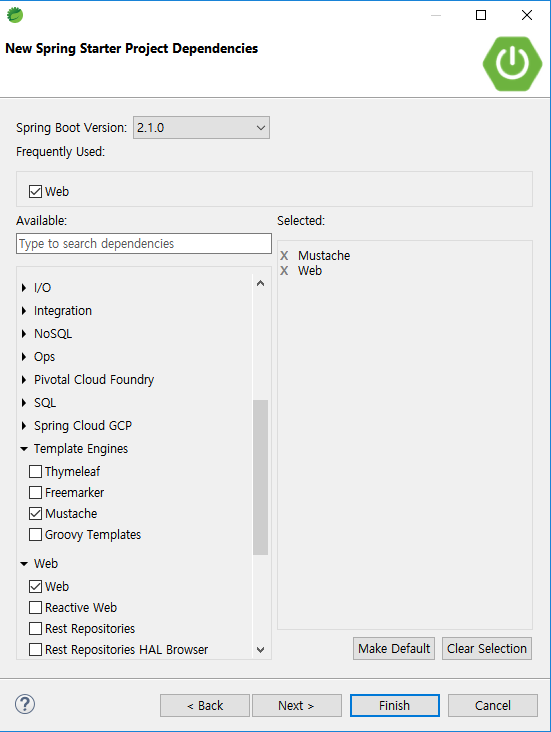 New Spring Starter Project Dependencies
Spring Boot Version: 2.1.0
Frequently Used:
Web
Available:
Type to search dependencies
I/O
Integration
NoSQL
Ops
Pivotal Cloud Foundry
SQL
Spring Cloud GCP
Template Engines
Thymeleaf
Freemarker
Mustache
Groovy Templates
Web
Web
Reactive Web
Rest Repositories
Rest Repositories HAL Browser
Selected:
X Mustache
X Web
Make Default Clear Selection
? < Back Next > Finish Cancel